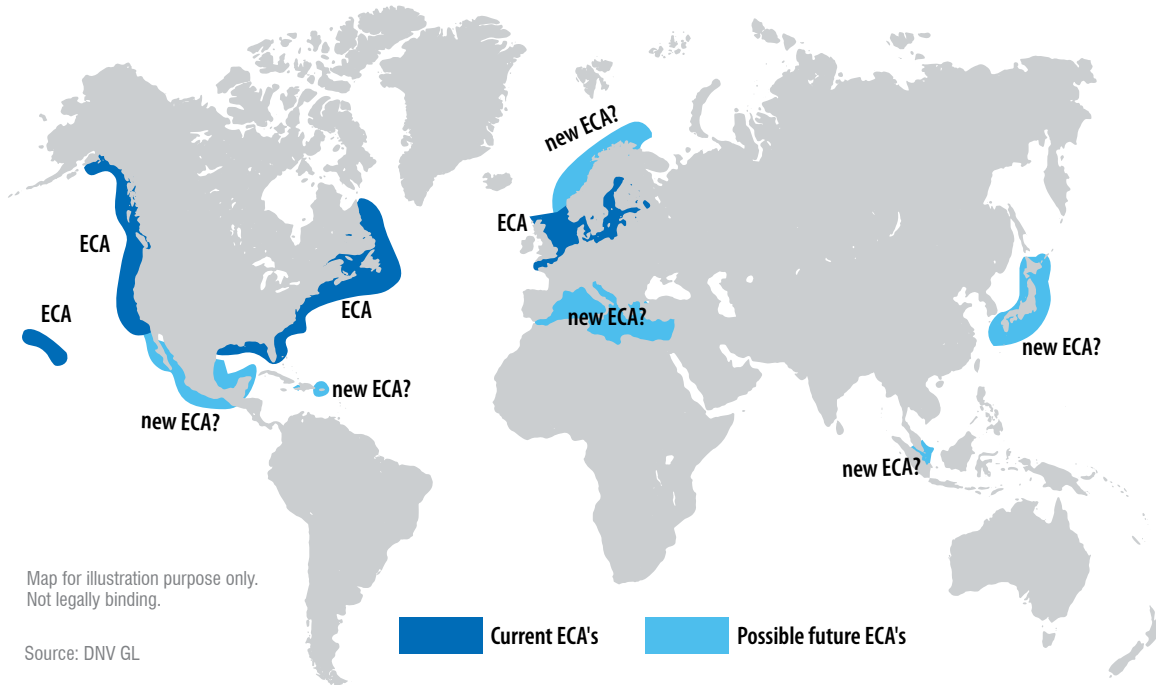 new ECA?
ECA
ECA
ECA
ECA
new ECA?
new ECA?
new ECA?
new ECA?
new ECA?
Map for illustration purpose only.
Not legally binding.
Current ECA's
Possible future ECA's
Source: DNV GL